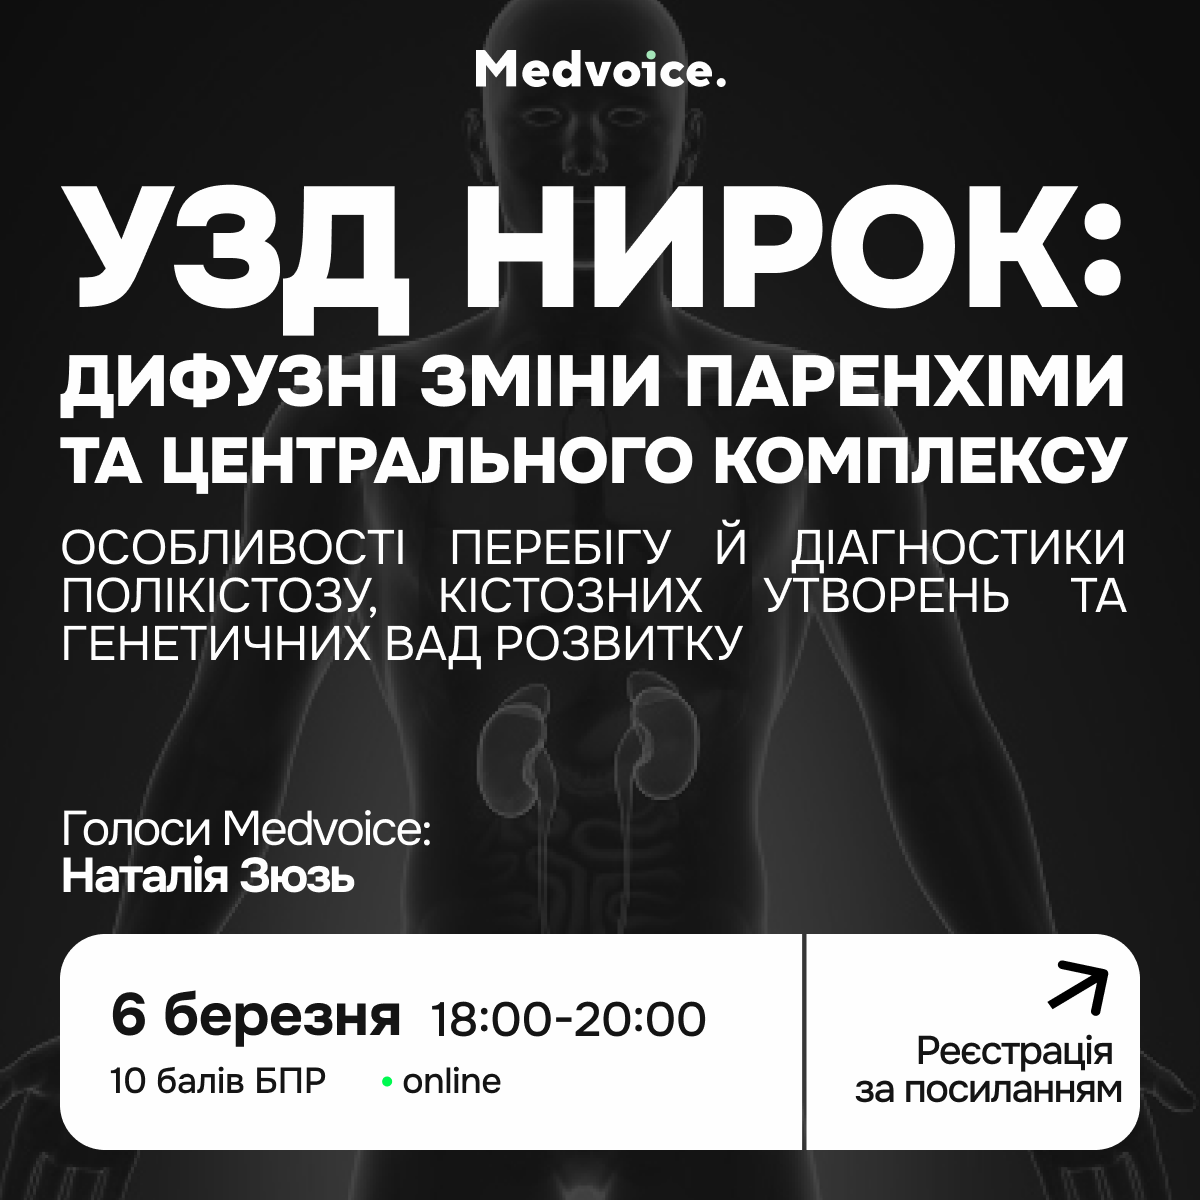 Medvoice.
УЗД НИРОК:
ДИФУЗНІ ЗМІНИ ПАРЕНХІМИ
ТА ЦЕНТРАЛЬНОГО КОМПЛЕКСУ
ОСОБЛИВОСТІ ПЕРЕБІГУ Й ДІАГНОСТИКИ
ПОЛІКІСТОЗУ, КІСТОЗНИХ УТВОРЕНЬ ТА
ГЕНЕТИЧНИХ ВАД РОЗВИТКУ
Голоси Medvoice:
Наталія Зюзь
6 березня 18:00-20:00
10 балів БПР • online
Реєстрація
за посиланням